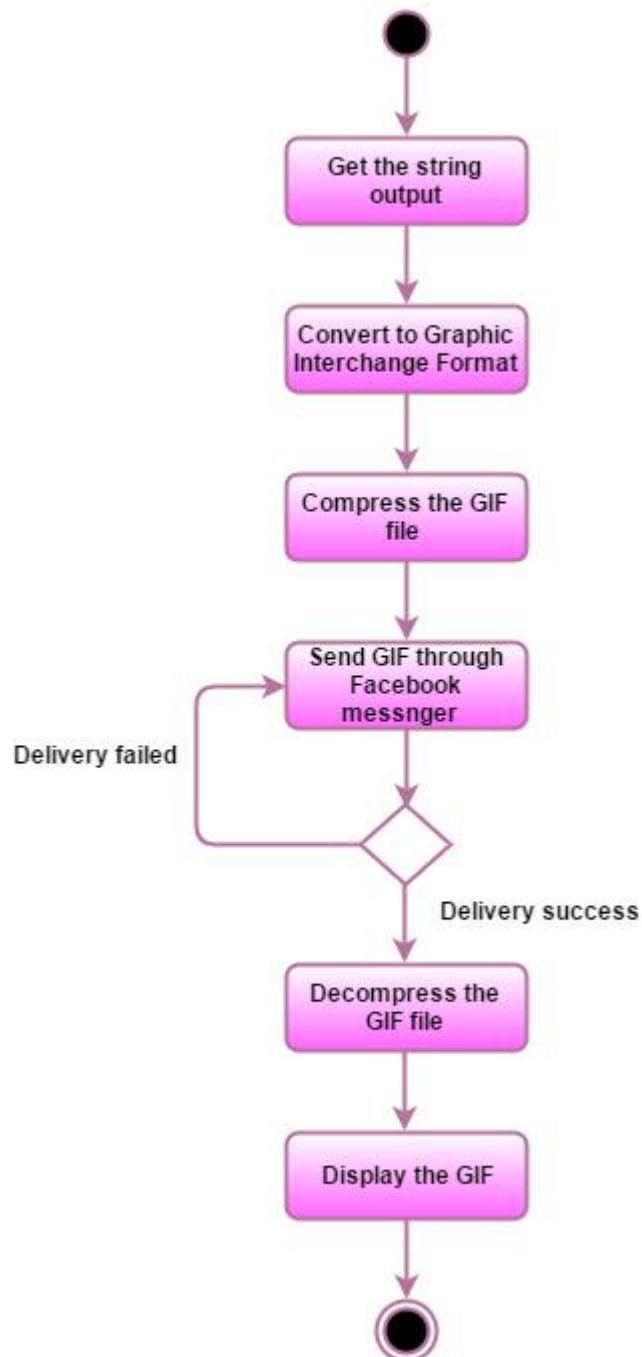 Get the string
output
Convert to Graphic
Interchange Format
Compress the GIF
file
Send GIF through
Facebook
messnger
Delivery failed
Delivery success
Decompress the
GIF file
Display the GIF